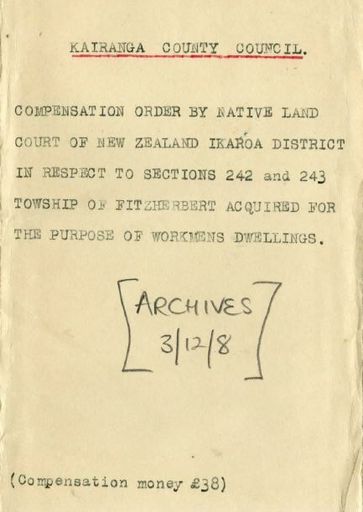 KAIRANGA COUNTY COUNCIL.
COMPENSATION ORDER BY NATIVE LAND
COURT OF NEW ZEALAND IKAROA DISTRICT
IN RESPECT TO SECTIONS 242 and 243
TOWSHIP OF FITZHERBERT ACQUIRED FOR
THE PURPOSE OF WORKMENS DWELLINGS.
[ARCHIVES
3/12/8]
(Compensation money £38)